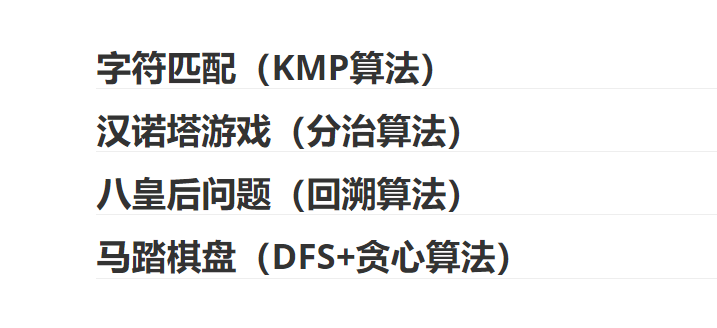 字符匹配（KMP算法）
汉诺塔游戏（分治算法）
八皇后问题（回溯算法）
马踏棋盘（DFS+贪心算法）